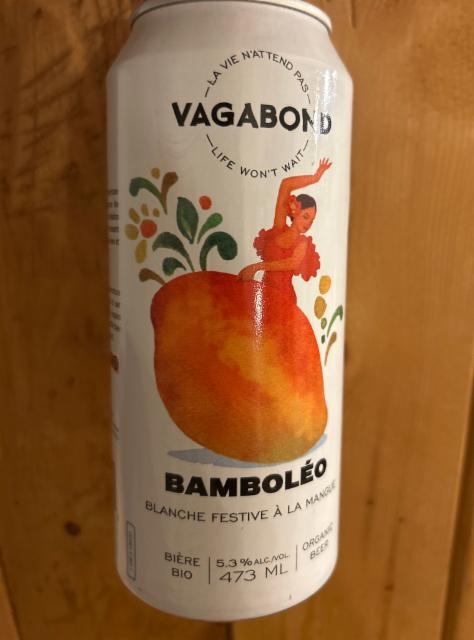 LA VIE N'ATTEND PAS
VAGABOND
LIFE WON'T WAIT
BAMBOLÉO
BLANCHE FESTIVE À LA MANGUE
BIÈRE
BIO
5.3 % ALC./VOL.
473 ML
ORGANIC
BEER